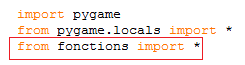 import pygame
from pygame.locals import *
from fonctions import *